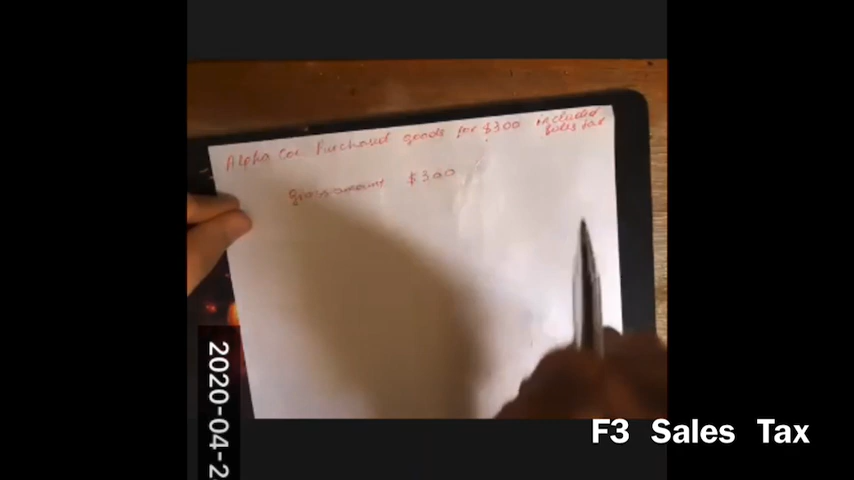 Alpha Co. Purchased goods for $300 included
Sales tax
gross amount $300
2020-04-2
F3 Sales Tax